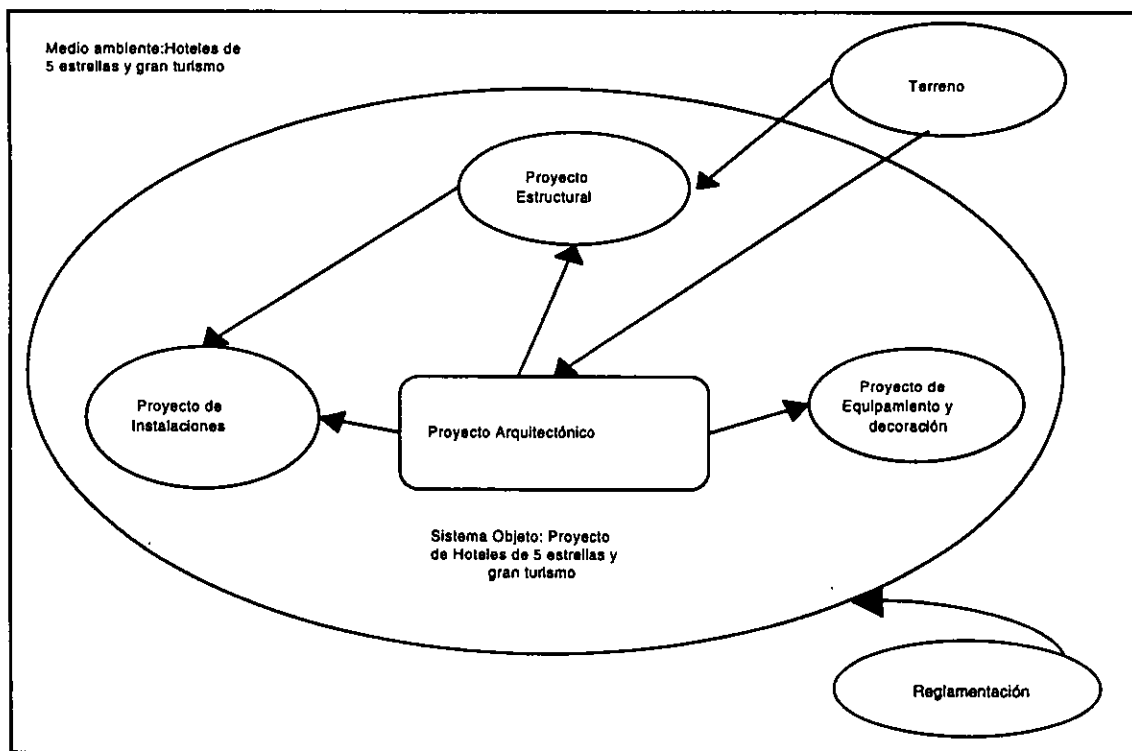 Medio ambiente:Hoteles de
5 estrellas y gran turismo
Terreno
Proyecto
Estructural
Proyecto de
Instalaciones
Proyecto Arquitectónico
Proyecto de
Equipamiento y
decoración
Sistema Objeto: Proyecto
de Hoteles de 5 estrellas y
gran turismo
Reglamentación